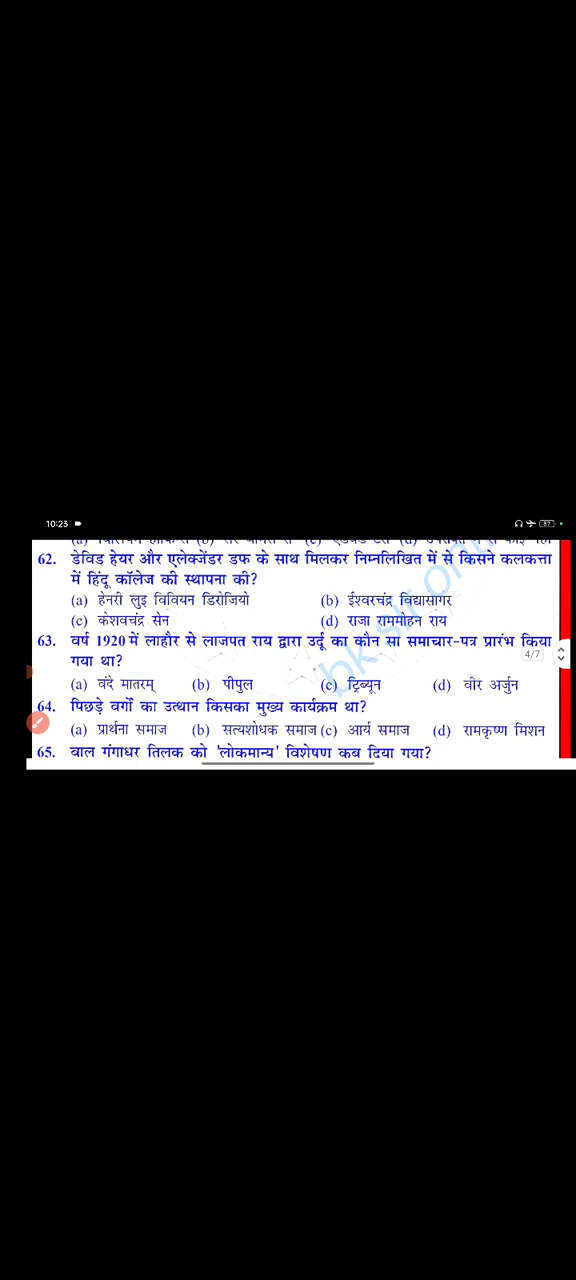 10:23
37
62. डेविड हेयर और एलेक्जेंडर डफ के साथ मिलकर निम्नलिखित में से किसने कलकत्ता
में हिंदू कॉलेज की स्थापना की?
(a) हेनरी लुइ विवियन डिरोजियो (b) ईश्वरचंद्र विद्यासागर
(c) केशवचंद्र सेन (d) राजा राममोहन राय
63. वर्ष 1920 में लाहौर से लाजपत राय द्वारा उर्दू का कौन सा समाचार-पत्र प्रारंभ किया
गया था?
4/7
(a) वंदे मातरम् (b) पीपुल (c) ट्रिब्यून (d) वीर अर्जुन
64. पिछड़े वर्गों का उत्थान किसका मुख्य कार्यक्रम था?
(a) प्रार्थना समाज (b) सत्यशोधक समाज (c) आर्य समाज (d) रामकृष्ण मिशन
65. बाल गंगाधर तिलक को 'लोकमान्य' विशेषण कब दिया गया?